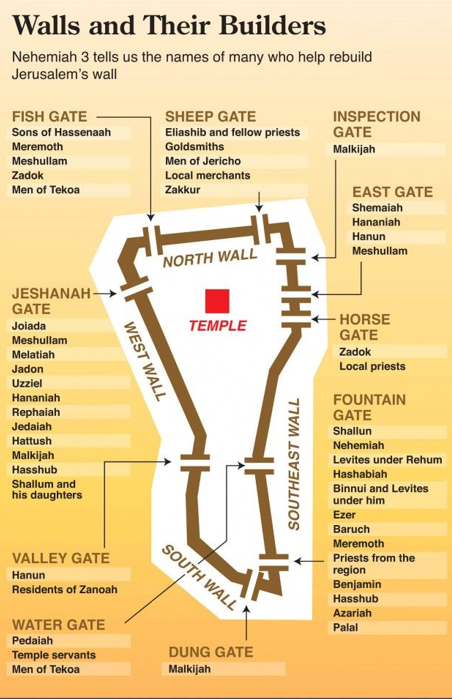 Walls and Their Builders
Nehemiah 3 tells us the names of many who help rebuild
Jerusalem's wall
FISH GATE
Sons of Hassenaah
Meremoth
Meshullam
Zadok
Men of Tekoa
SHEEP GATE
Eliashib and fellow priests
Goldsmiths
Men of Jericho
Local merchants
Zakkur
INSPECTION
GATE
Malkijah
EAST GATE
Shemaiah
Hananiah
Hanun
Meshullam
NORTH WALL
TEMPLE
JESHANAH
GATE
Joiada
Meshullam
Melatiah
Jadon
Uzziel
Hananiah
Rephaiah
Jedaiah
Hattush
Malkijah
Hasshub
Shallum and
his daughters
WEST WALL
HORSE
GATE
Zadok
Local priests
SOUTHEAST WALL
FOUNTAIN
GATE
Shallun
Nehemiah
Levites under Rehum
Hashabiah
Binnui and Levites
under him
Ezer
Baruch
Meremoth
Priests from the
region
Benjamin
Hasshub
Azariah
Palal
VALLEY GATE
Hanun
Residents of Zanoah
SOUTH WALL
WATER GATE
Pedaiah
Temple servants
Men of Tekoa
DUNG GATE
Malkijah